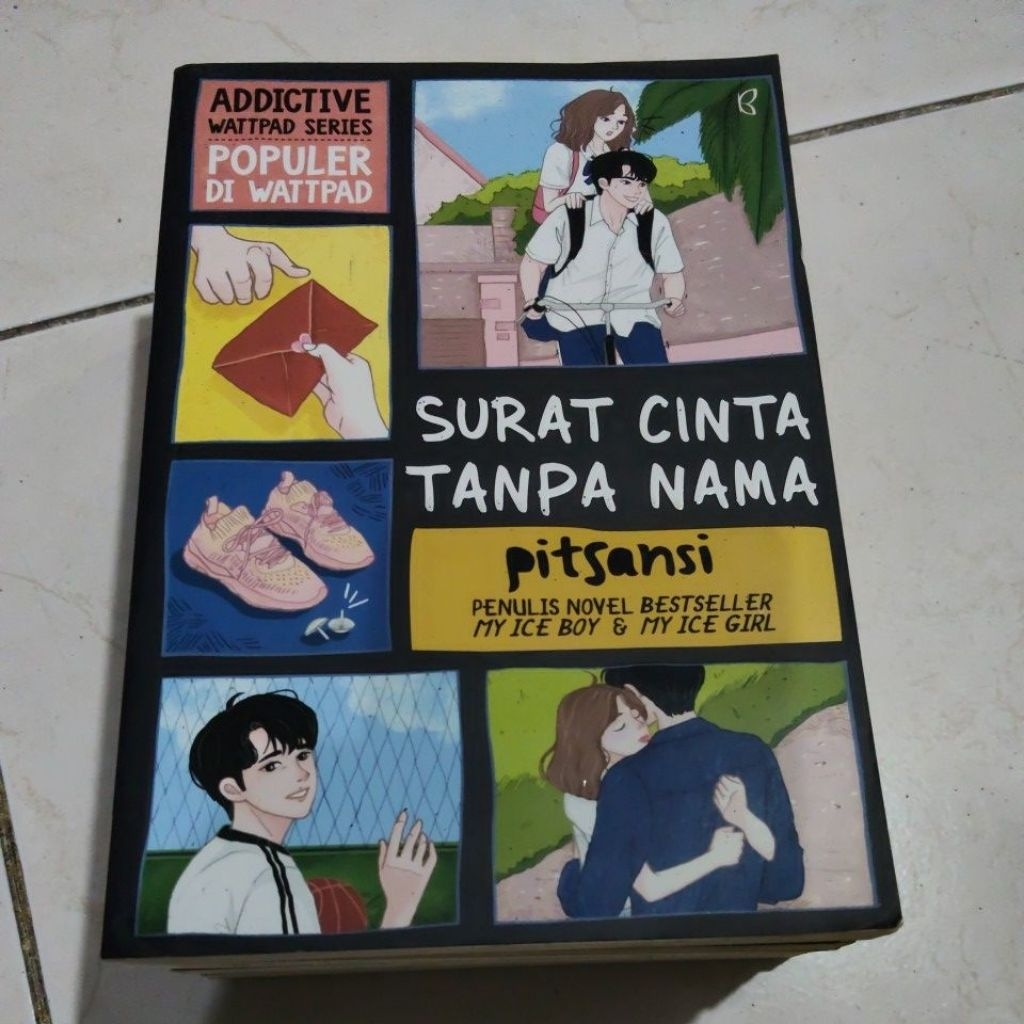 ADDICTIVE
WATTPAD SERIES
POPULER
DI WATTPAD
SURAT CINTA
TANPA NAMA
pitsansi
PENULIS NOVEL BESTSELLER
MY ICE BOY & MY ICE GIRL